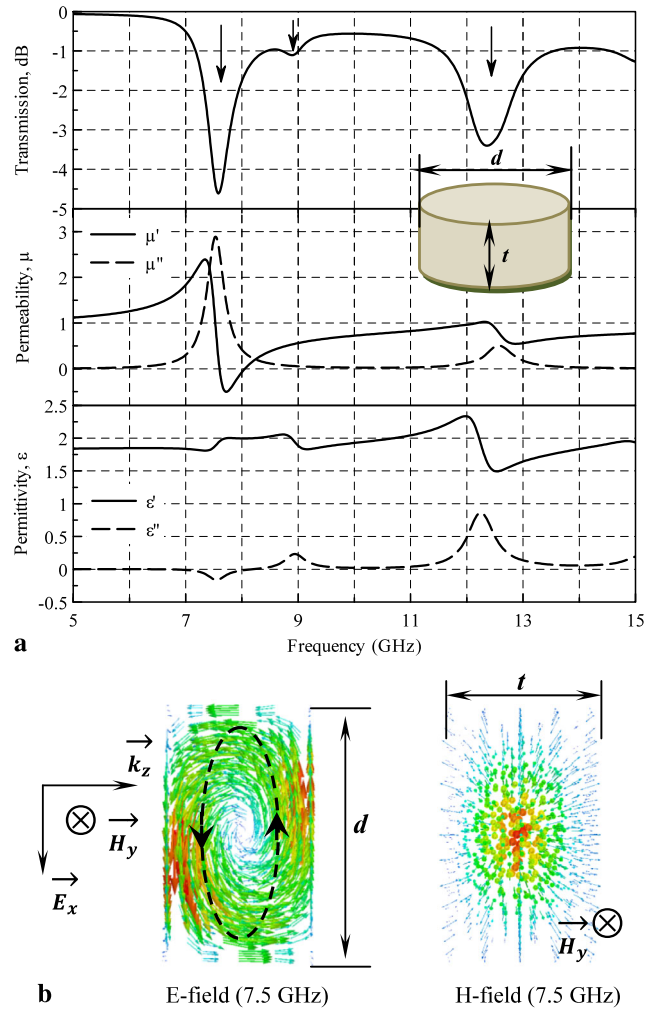 Transmission, dB
0
-1
-2
-3
-4
-5
d
t
Permeability, μ
3
2
1
0
μ'
μ''
Permittivity, ε
2.5
2
1.5
1
0.5
0
-0.5
ε'
ε''
5 7 9 11 13 15
a Frequency (GHz)
k_z
H_y
E_x
d
t
H_y
b E-field (7.5 GHz) H-field (7.5 GHz)